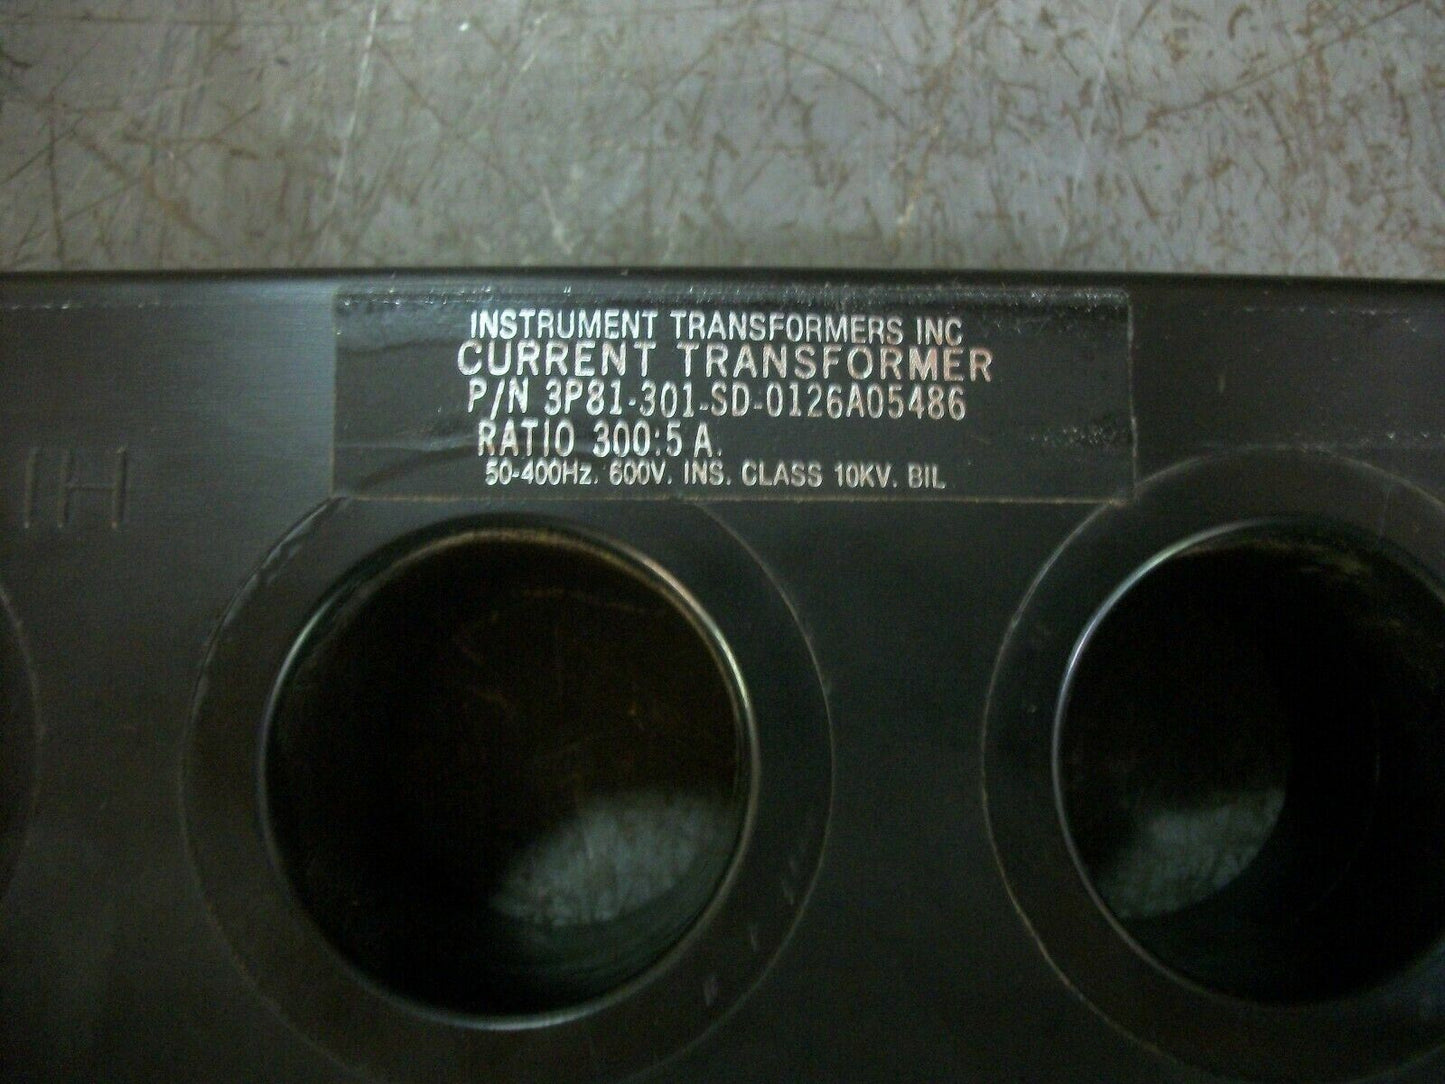 INSTRUMENT TRANSFORMERS INC
CURRENT TRANSFORMER
P/N 3P81-301-SD-0126A05486
RATIO 300:5 A.
50-400Hz. 600V. INS. CLASS 10KV. BIL